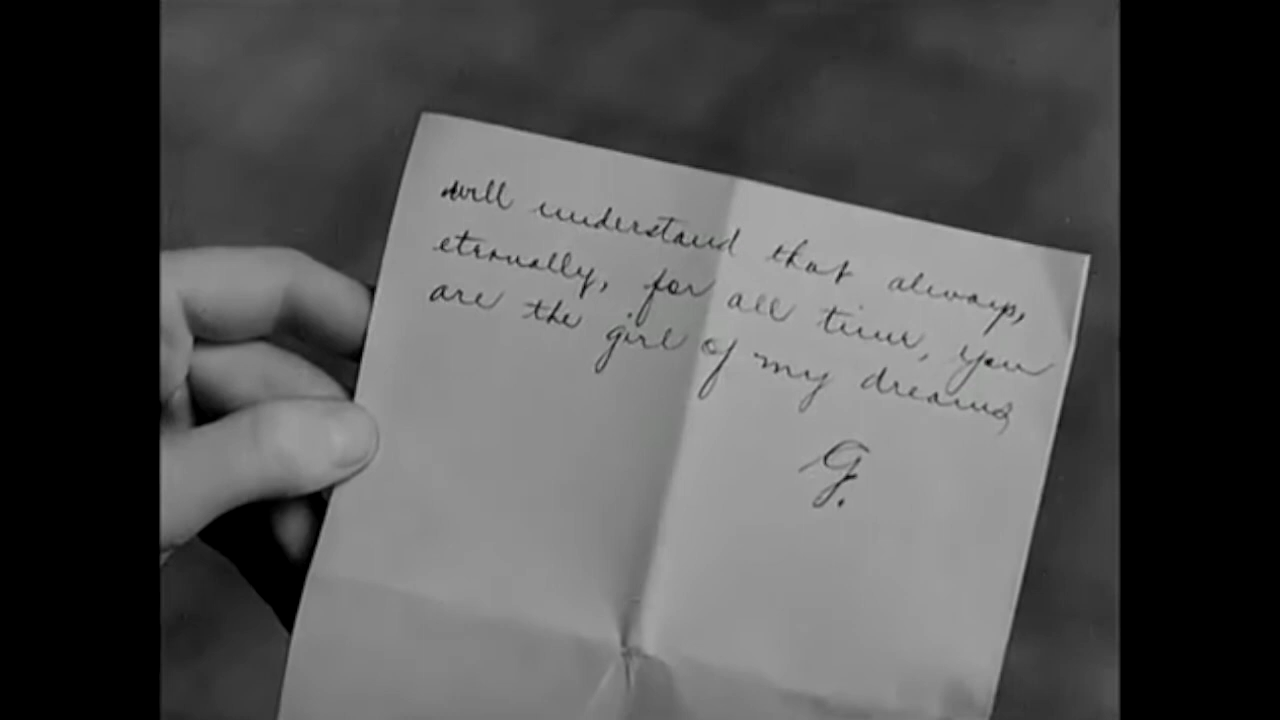 will understand that always,
eternally, for all time, you
are the girl of my dreams,
G.